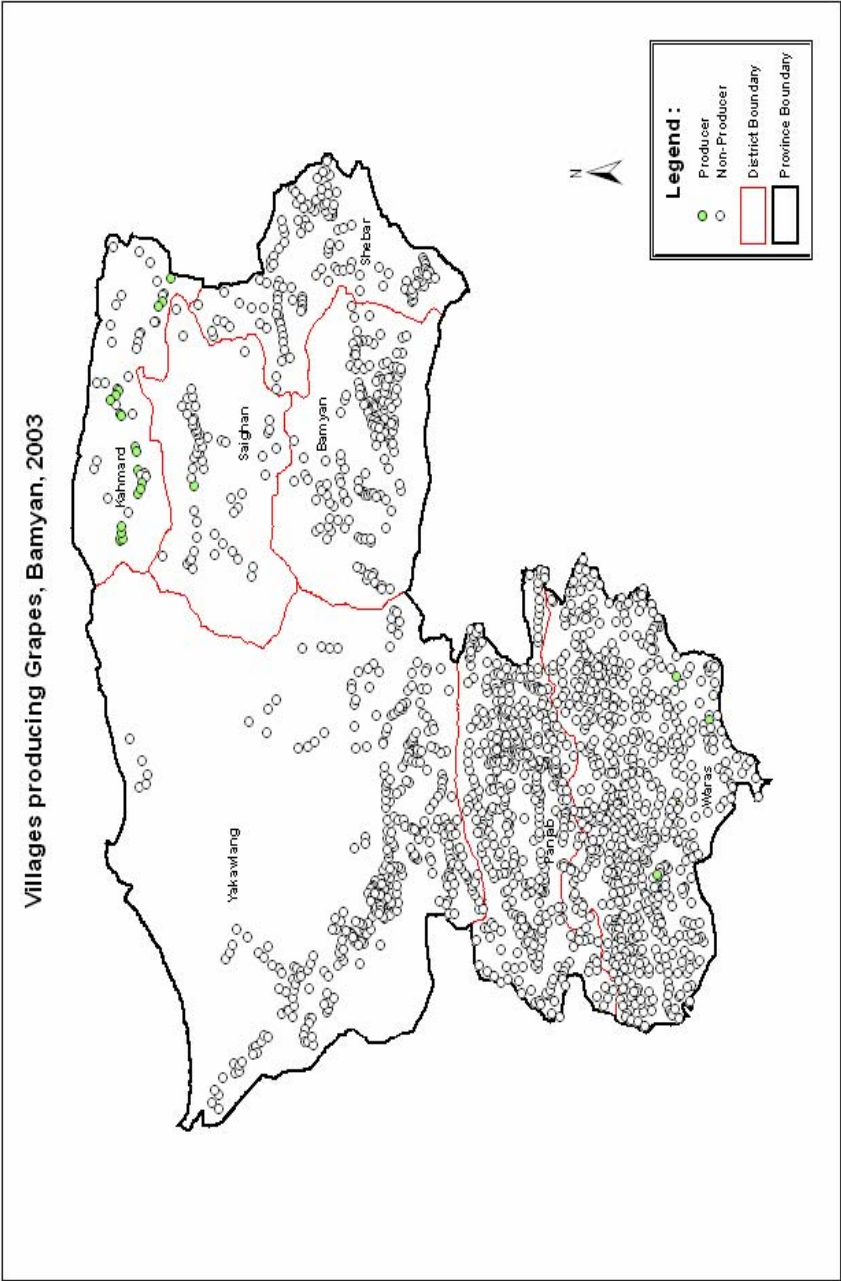 Villages producing Grapes, Bamyan, 2003
Kahmard
Saighan
Yakawlang
Bamyan
Shebar
Panjab
Waras
N
Legend :
Producer
Non-Producer
District Boundary
Province Boundary